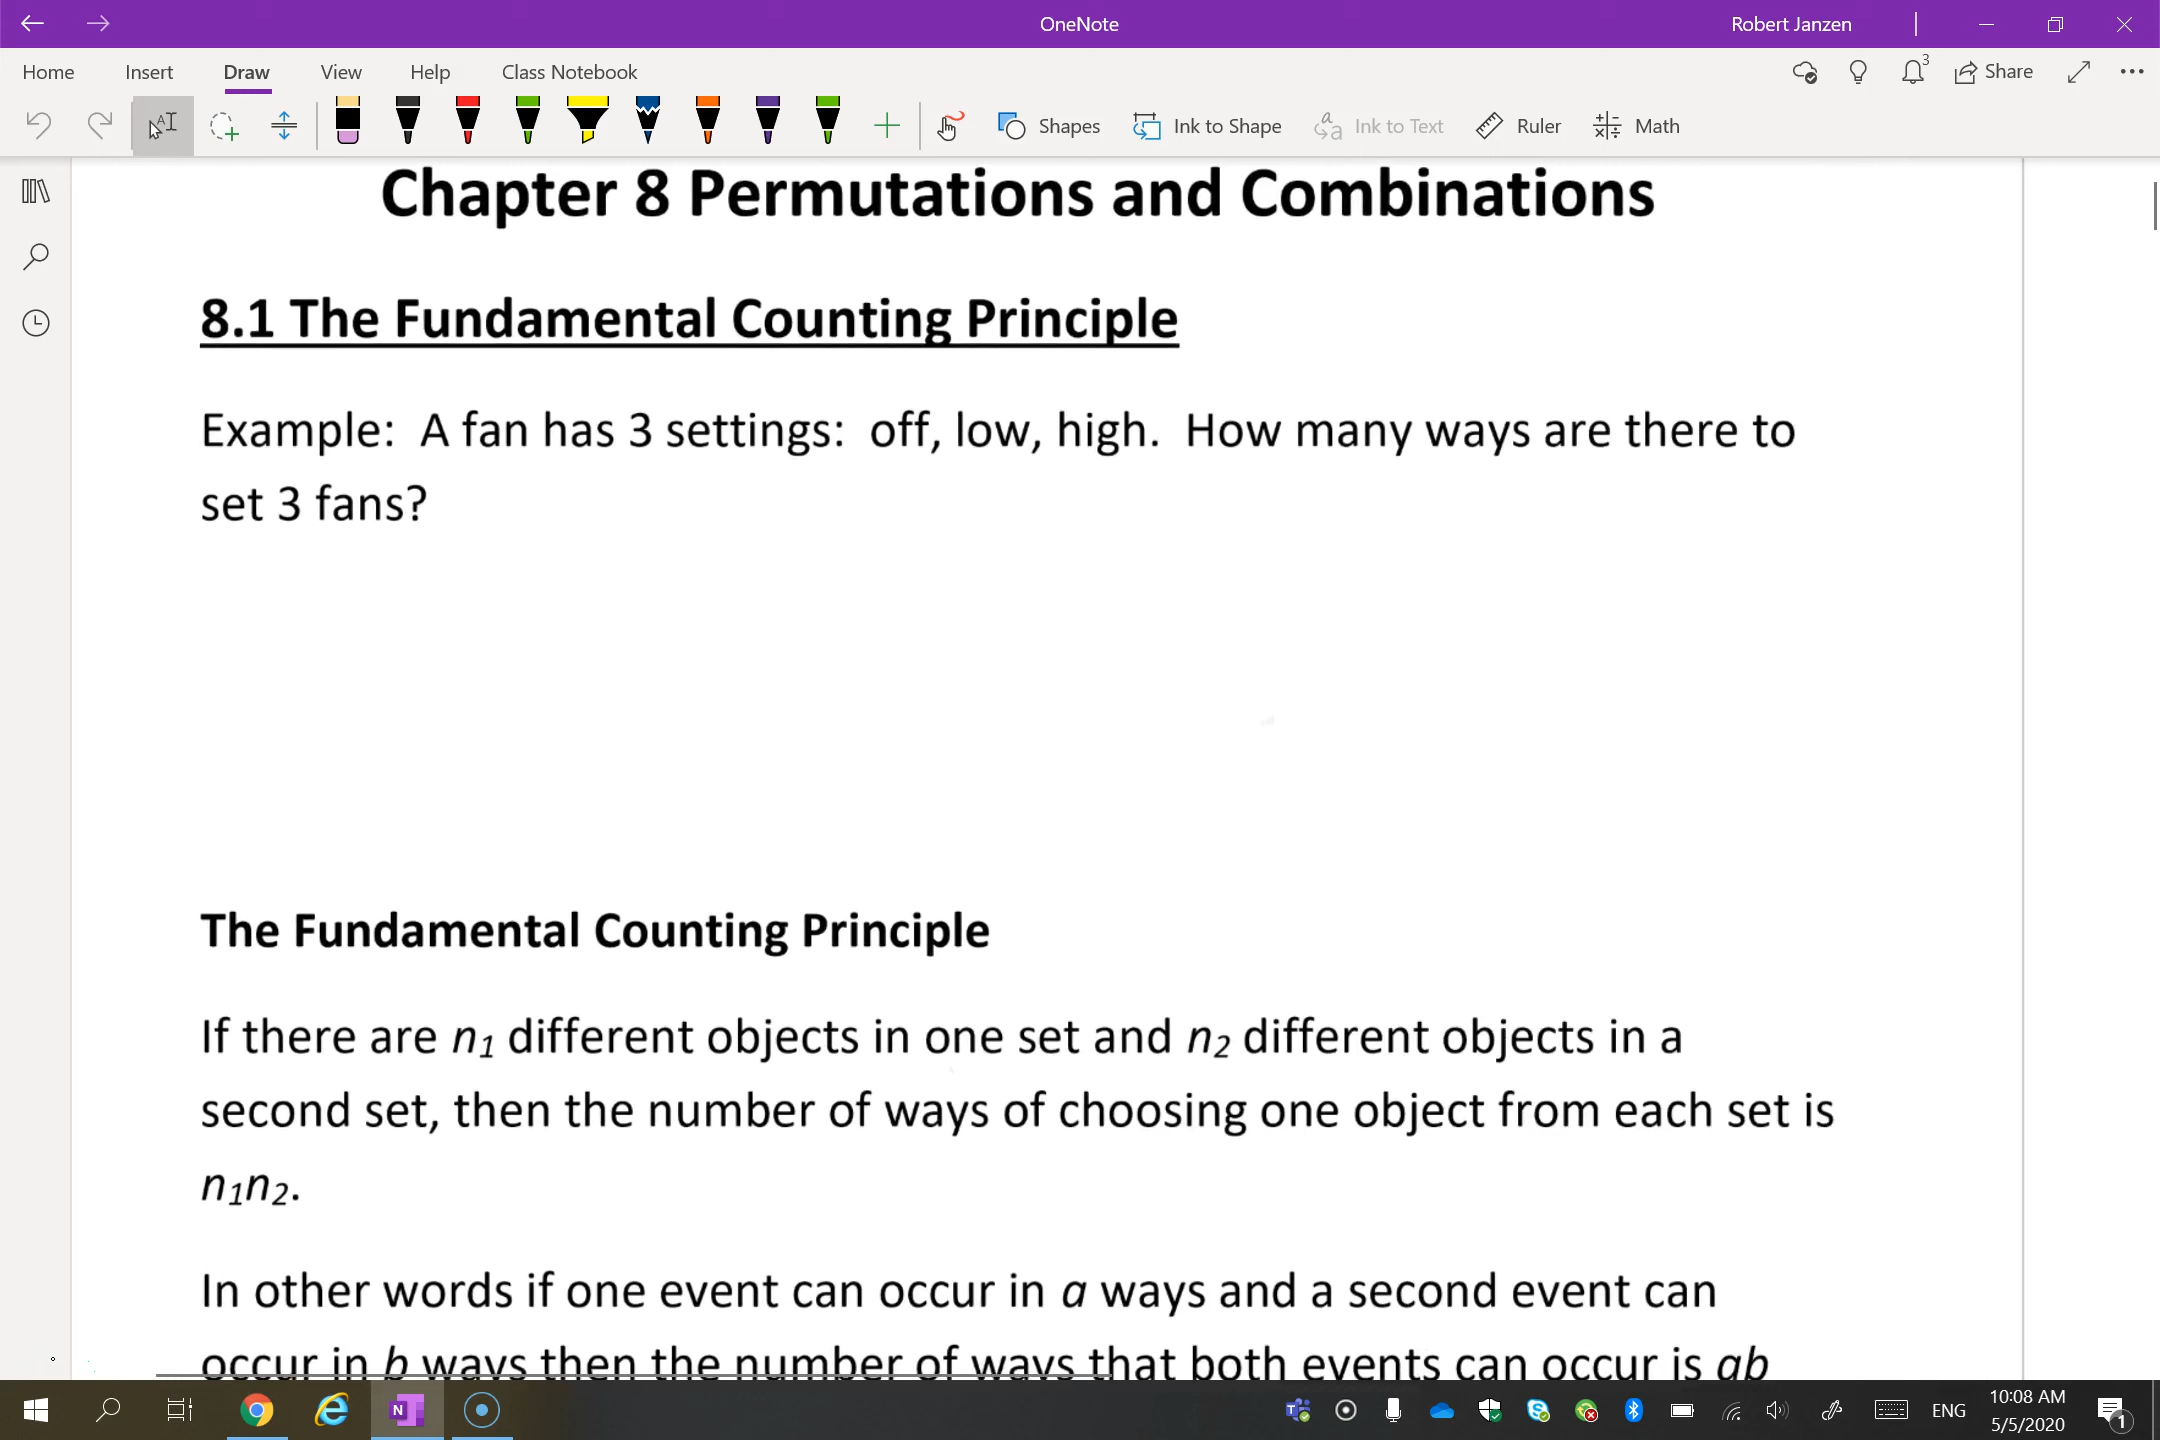 OneNote
Robert Janzen
Home Insert Draw View Help Class Notebook
3
Share
Shapes Ink to Shape Ink to Text Ruler Math
Chapter 8 Permutations and Combinations
8.1 The Fundamental Counting Principle
Example: A fan has 3 settings: off, low, high. How many ways are there to
set 3 fans?
The Fundamental Counting Principle
If there are n₁ different objects in one set and n₂ different objects in a
second set, then the number of ways of choosing one object from each set is
n₁n₂.
In other words if one event can occur in a ways and a second event can
occur in b ways then the number of ways that both events can occur is ab
ENG
10:08 AM
5/5/2020
1